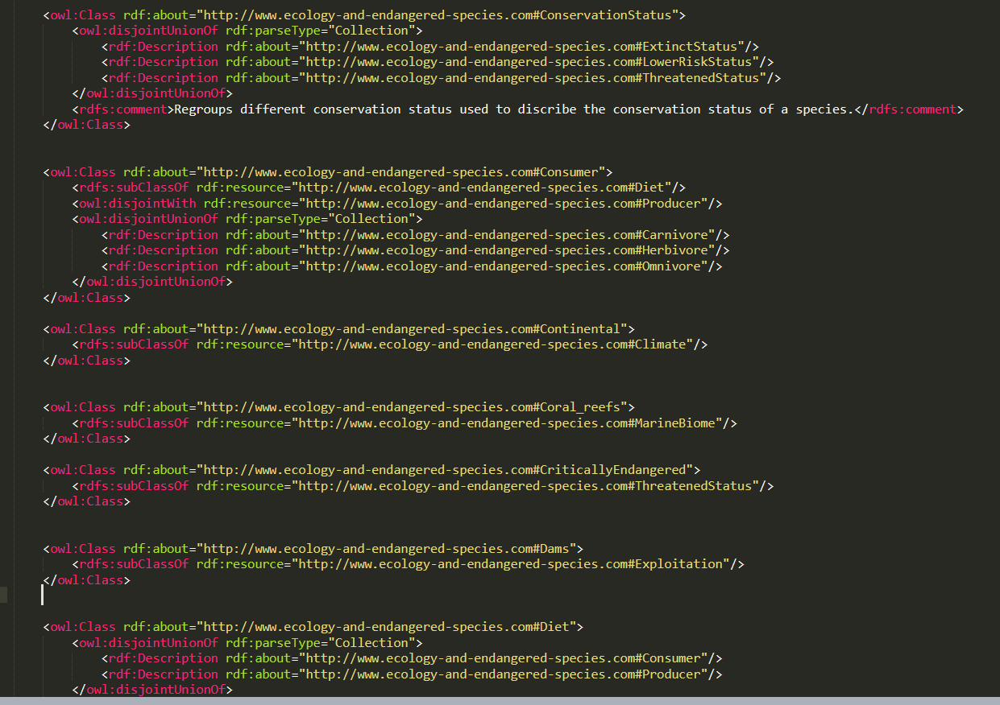 <owl:Class rdf:about="http://www.ecology-and-endangered-species.com#ConservationStatus">
<owl:disjointUnionOf rdf:parseType="Collection">
<rdf:Description rdf:about="http://www.ecology-and-endangered-species.com#ExtinctStatus"/>
<rdf:Description rdf:about="http://www.ecology-and-endangered-species.com#LowerRiskStatus"/>
<rdf:Description rdf:about="http://www.ecology-and-endangered-species.com#ThreatenedStatus"/>
</owl:disjointUnionOf>
<rdfs:comment>Regroups different conservation status used to discribe the conservation status of a species.</rdfs:comment>
</owl:Class>
<owl:Class rdf:about="http://www.ecology-and-endangered-species.com#Consumer">
<rdfs:subClassOf rdf:resource="http://www.ecology-and-endangered-species.com#Diet"/>
<owl:disjointWith rdf:resource="http://www.ecology-and-endangered-species.com#Producer"/>
<owl:disjointUnionOf rdf:parseType="Collection">
<rdf:Description rdf:about="http://www.ecology-and-endangered-species.com#Carnivore"/>
<rdf:Description rdf:about="http://www.ecology-and-endangered-species.com#Herbivore"/>
<rdf:Description rdf:about="http://www.ecology-and-endangered-species.com#Omnivore"/>
</owl:disjointUnionOf>
</owl:Class>
<owl:Class rdf:about="http://www.ecology-and-endangered-species.com#Continental">
<rdfs:subClassOf rdf:resource="http://www.ecology-and-endangered-species.com#Climate"/>
</owl:Class>
<owl:Class rdf:about="http://www.ecology-and-endangered-species.com#Coral_reefs">
<rdfs:subClassOf rdf:resource="http://www.ecology-and-endangered-species.com#MarineBiome"/>
</owl:Class>
<owl:Class rdf:about="http://www.ecology-and-endangered-species.com#CriticallyEndangered">
<rdfs:subClassOf rdf:resource="http://www.ecology-and-endangered-species.com#ThreatenedStatus"/>
</owl:Class>
<owl:Class rdf:about="http://www.ecology-and-endangered-species.com#Dams">
<rdfs:subClassOf rdf:resource="http://www.ecology-and-endangered-species.com#Exploitation"/>
</owl:Class>
<owl:Class rdf:about="http://www.ecology-and-endangered-species.com#Diet">
<owl:disjointUnionOf rdf:parseType="Collection">
<rdf:Description rdf:about="http://www.ecology-and-endangered-species.com#Consumer"/>
<rdf:Description rdf:about="http://www.ecology-and-endangered-species.com#Producer"/>
</owl:disjointUnionOf>